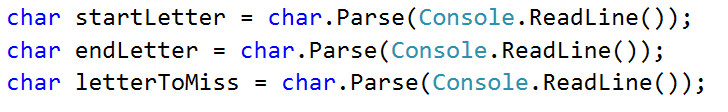 char startLetter = char.Parse(Console.ReadLine());
char endLetter = char.Parse(Console.ReadLine());
char letterToMiss = char.Parse(Console.ReadLine());